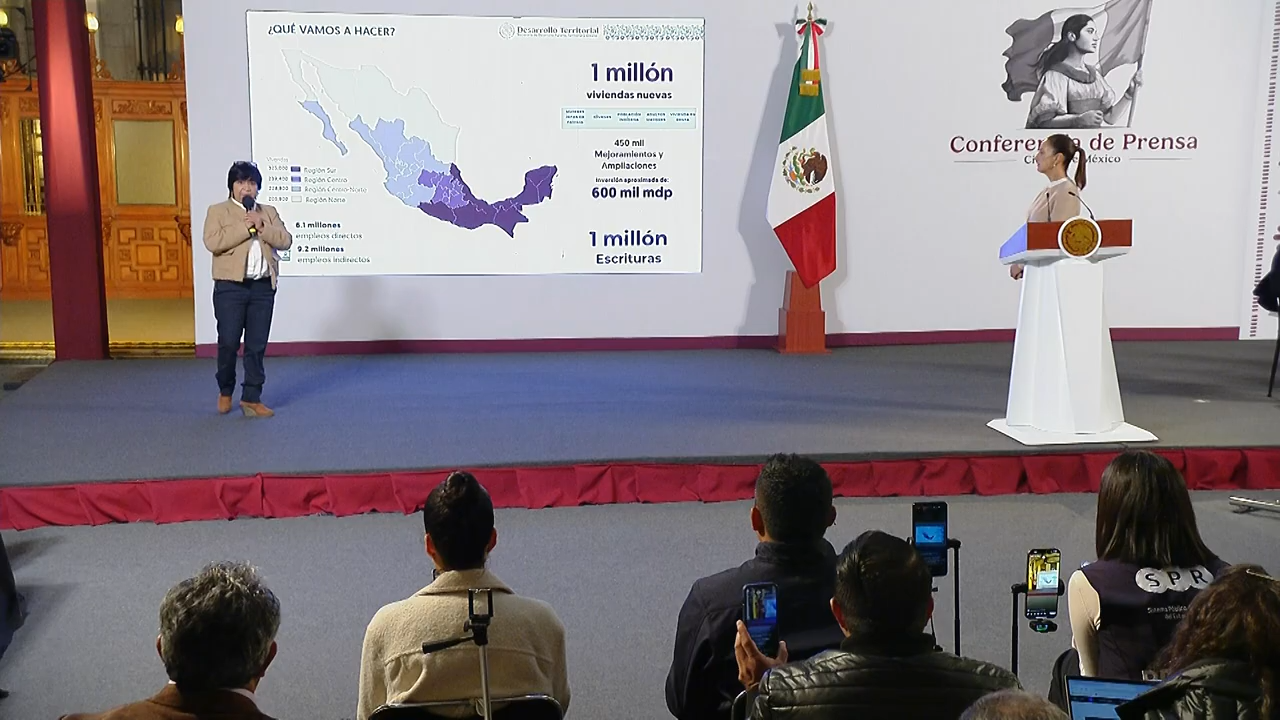 ¿QUÉ VAMOS A HACER?
Desarrollo Territorial
1 millón
viviendas nuevas
450 mil
Mejoramientos y
Ampliaciones
Inversión aproximada de:
600 mil mdp
1 millón
Escrituras
Viviendas
Región Sur
Región Centro
Región Centro-Norte
Región Norte
6.1 millones
empleos directos
9.2 millones
empleos indirectos
Conferencia de Prensa
México
SPR